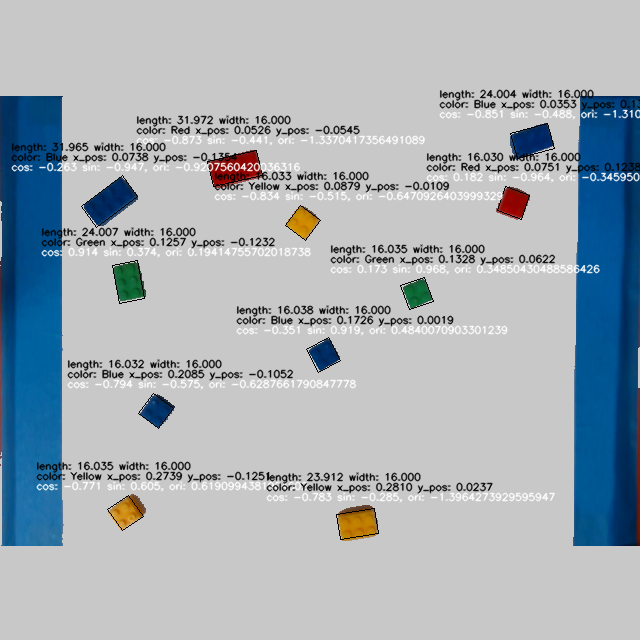 length: 24.004 width: 16.000
color: Blue x_pos: 0.0353 y_pos:
cos: −0.851 sin: −0.488, ori: −1.310
length: 31.972 width: 16.000
color: Red x_pos: 0.0526 y_pos: −0.0545
cos: −0.873 sin: −0.441, ori: −1.3370417356491089
length: 31.965 width: 16.000
color: Blue x_pos: 0.0738 y_pos: −0.1354
cos: −0.263 sin: −0.947, ori: −0.9207560420036316
length: 16.030 width: 16.000
color: Red x_pos: 0.0751 y_pos: 0.1238
cos: 0.182 sin: −0.964, ori: −0.345950
length: 16.033 width: 16.000
color: Yellow x_pos: 0.0879 y_pos: −0.0109
cos: −0.834 sin: −0.515, ori: −0.6470926403999329
length: 24.007 width: 16.000
color: Green x_pos: 0.1257 y_pos: −0.1232
cos: 0.914 sin: 0.374, ori: 0.19414755702018738
length: 16.035 width: 16.000
color: Green x_pos: 0.1328 y_pos: 0.0622
cos: 0.173 sin: 0.968, ori: 0.34850430488586426
length: 16.038 width: 16.000
color: Blue x_pos: 0.1726 y_pos: 0.0019
cos: −0.351 sin: 0.919, ori: 0.4840070903301239
length: 16.032 width: 16.000
color: Blue x_pos: 0.2085 y_pos: −0.1052
cos: −0.794 sin: −0.575, ori: −0.6287661790847778
length: 16.035 width: 16.000
color: Yellow x_pos: 0.2739 y_pos: −0.1251
cos: −0.771 sin: 0.605, ori:
length: 23.912 width: 16.000
color: Yellow x_pos: 0.2810 y_pos: 0.0237
cos: −0.783 sin: −0.285, ori: −1.3964273929595947